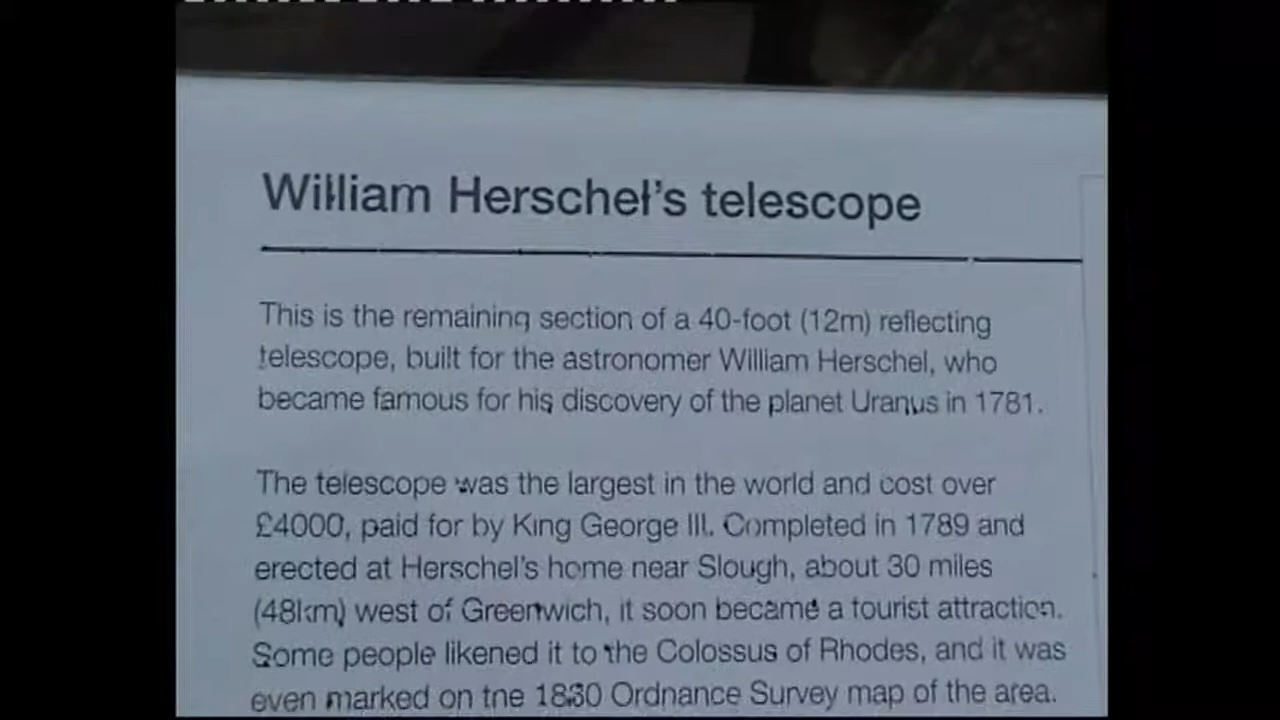 William Herschel's telescope
This is the remaining section of a 40-foot (12m) reflecting
telescope, built for the astronomer William Herschel, who
became famous for his discovery of the planet Uranus in 1781.
The telescope was the largest in the world and cost over
£4000, paid for by King George III. Completed in 1789 and
erected at Herschel's home near Slough, about 30 miles
(48km) west of Greenwich, it soon became a tourist attraction.
Some people likened it to the Colossus of Rhodes, and it was
even marked on the 1830 Ordnance Survey map of the area.